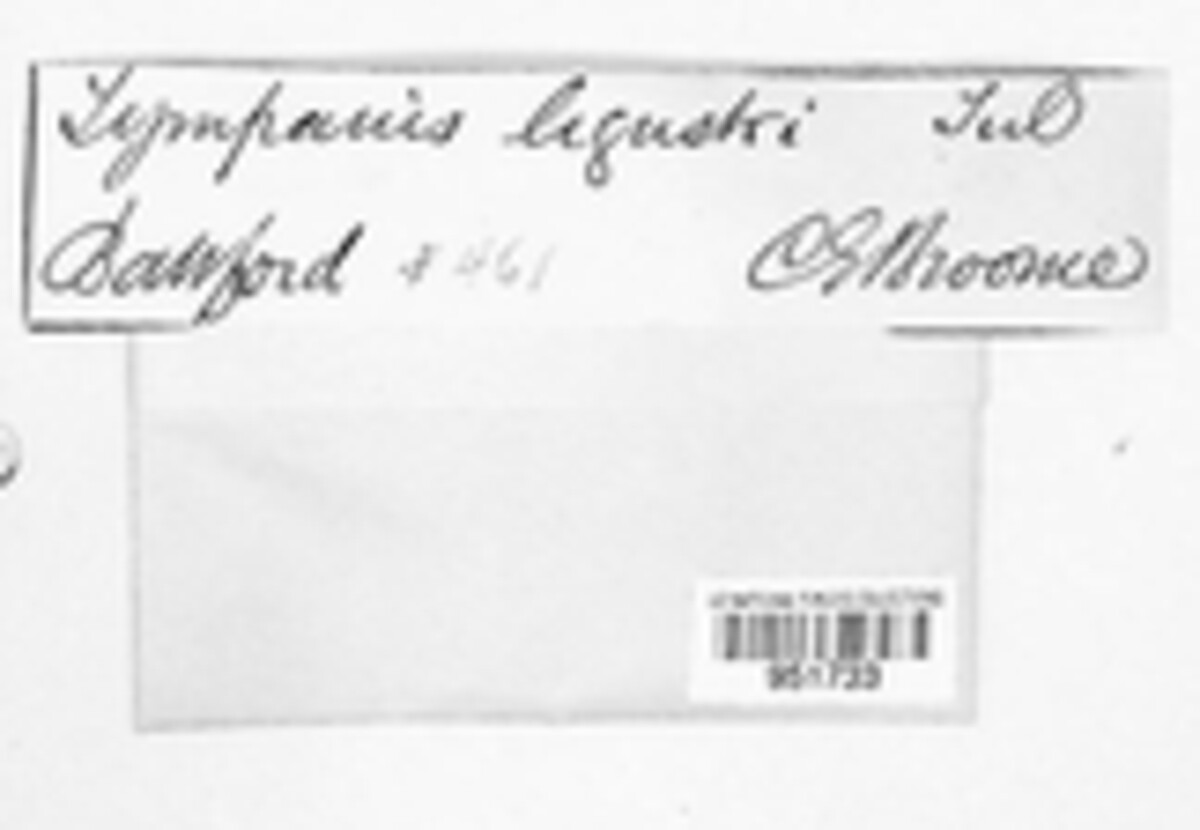 Tympanis ligustri Tul
Batsford # 461 CEBroome
951733